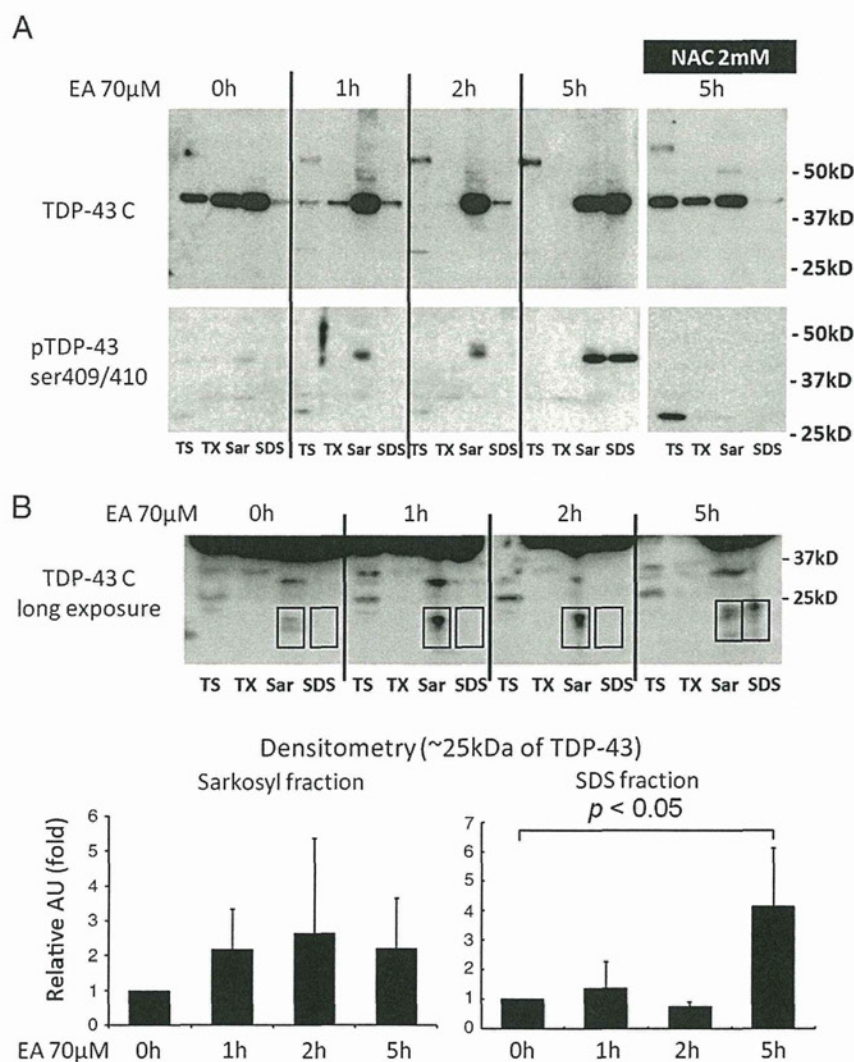 A
NAC 2mM
EA 70μM 0h 1h 2h 5h 5h
TDP-43 C
- 50kD
- 37kD
- 25kD
pTDP-43
ser409/410
- 50kD
- 37kD
- 25kD
TS TX Sar SDS TS TX Sar SDS TS TX Sar SDS TS TX Sar SDS TS TX Sar SDS
B
EA 70μM 0h 1h 2h 5h
TDP-43 C
long exposure
- 37kD
- 25kD
TS TX Sar SDS TS TX Sar SDS TS TX Sar SDS TS TX Sar SDS
Densitometry (~25kDa of TDP-43)
Sarkosyl fraction SDS fraction
p < 0.05
Relative AU (fold)
6
5
4
3
2
1
0
7
6
5
4
3
2
1
0
EA 70μM 0h 1h 2h 5h 0h 1h 2h 5h